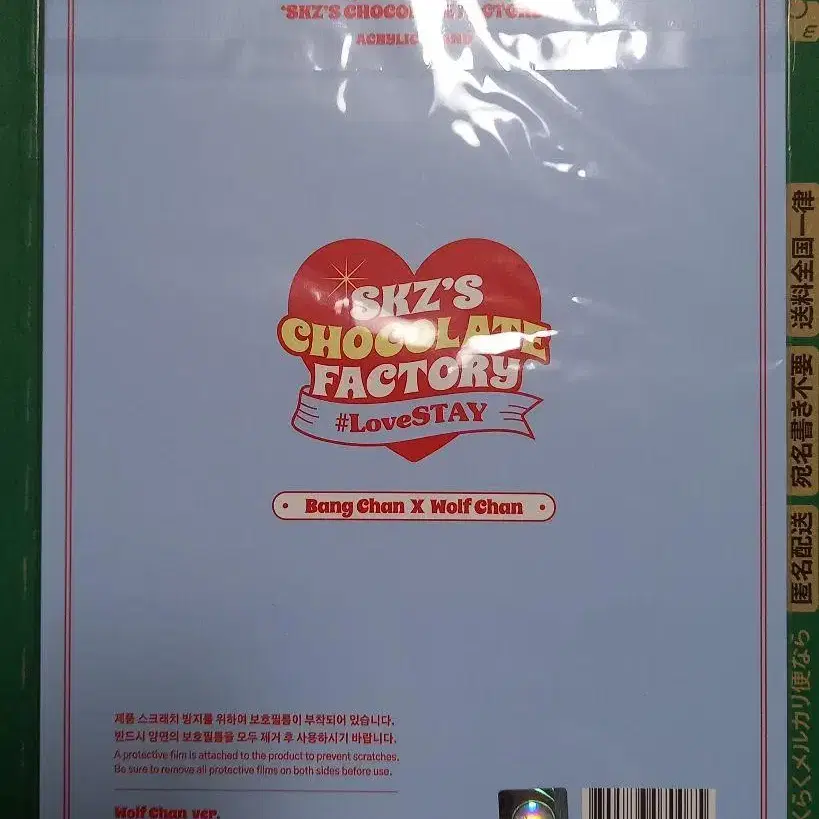 'SKZ'S CHOCOLATE FACTORY
ACRYLIC STAND
SKZ'S
CHOCOLATE
FACTORY
#LoveSTAY
Bang Chan X Wolf Chan
제품 스크래치 방지를 위하여 보호필름이 부착되어 있습니다.
반드시 양면의 보호필름을 모두 제거 후 사용하시기 바랍니다.
A protective film is attached to the product to prevent scratches.
Be sure to remove all protective films on both sides before use.
Wolf Chan ver.
送料全国一律
宛名書き不要
匿名配送
らくメルカリ便なら